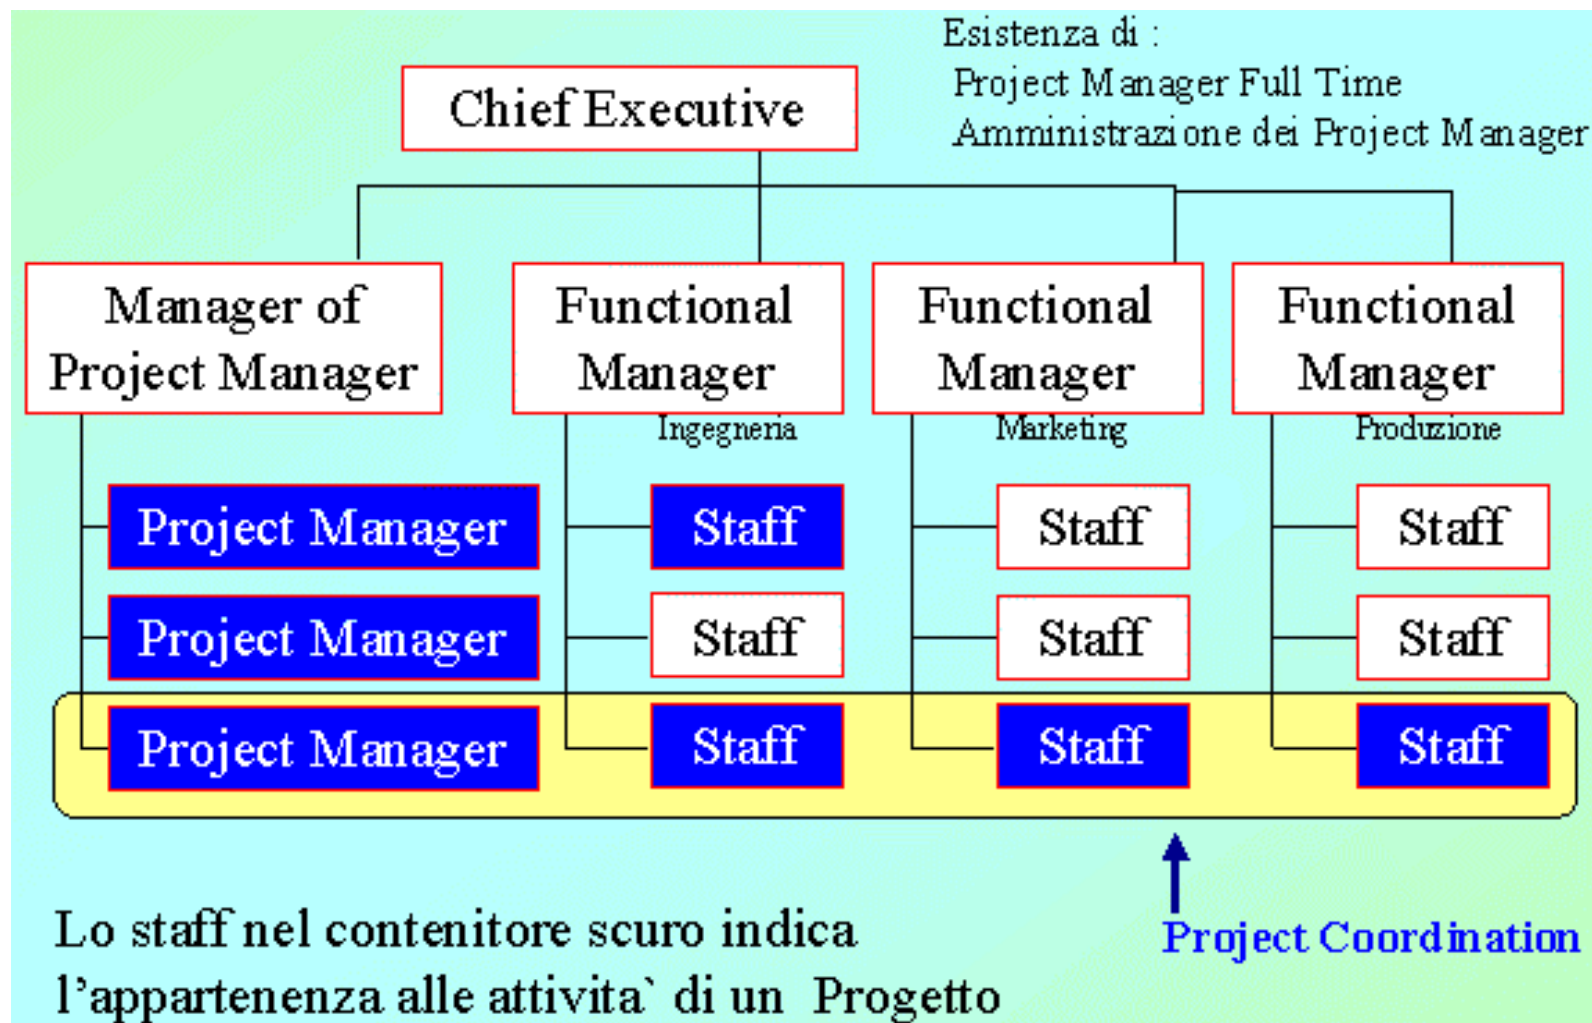 Esistenza di :
Project Manager Full Time
Amministrazione dei Project Manager
Chief Executive
Manager of
Project Manager
Functional
Manager
Ingegneria
Functional
Manager
Marketing
Functional
Manager
Produzione
Project Manager
Staff
Staff
Staff
Project Manager
Staff
Staff
Staff
Project Manager
Staff
Staff
Staff
Project Coordination
Lo staff nel contenitore scuro indica
l'appartenenza alle attivita` di un Progetto